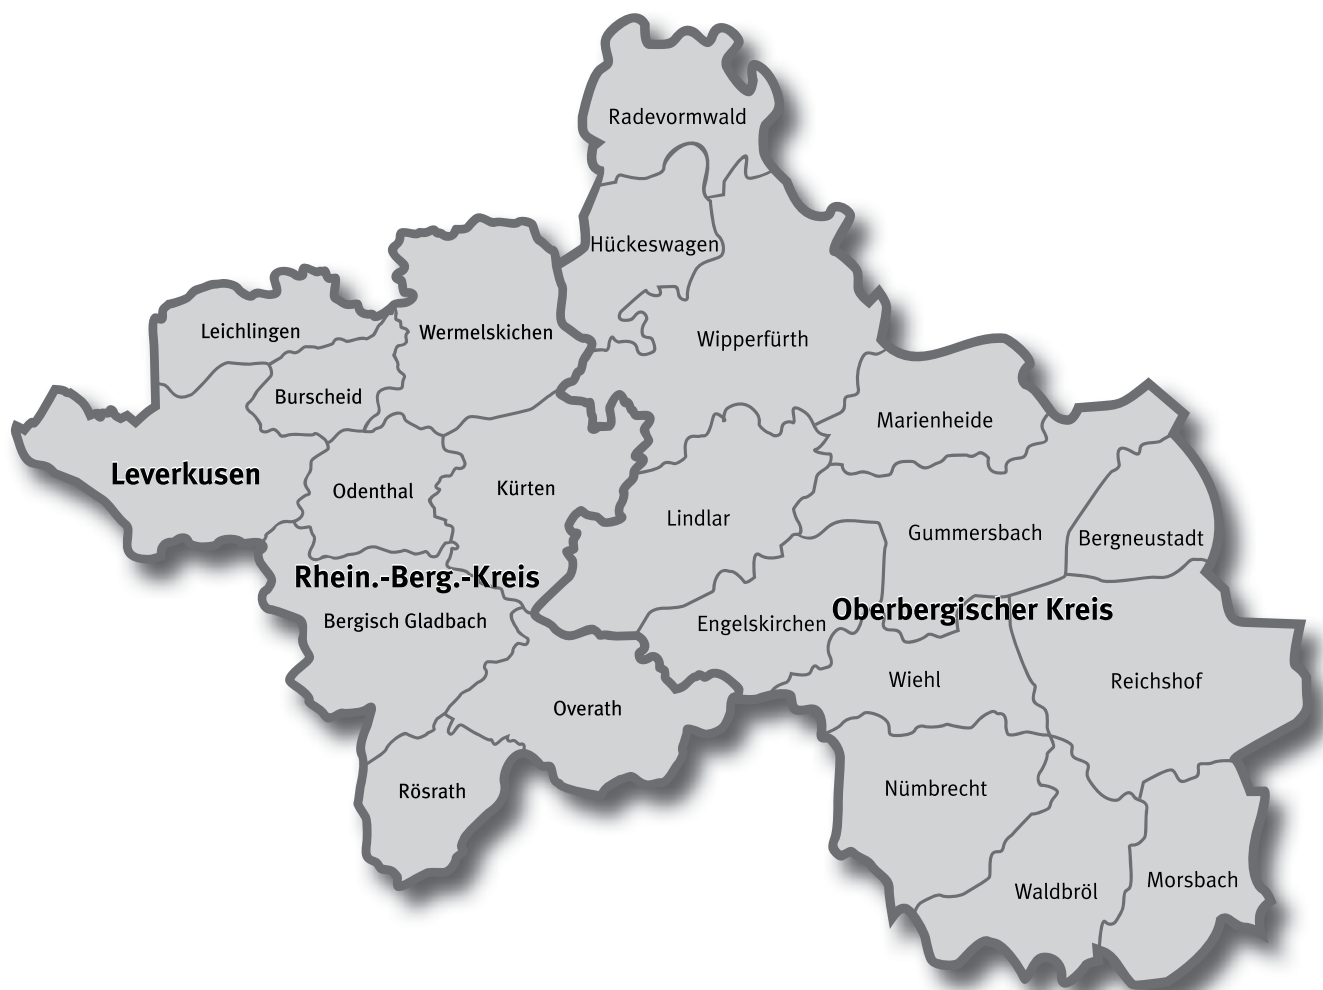 Radevormwald
Hückeswagen
Leichlingen
Wermelskichen
Wipperfürth
Burscheid
Marienheide
Leverkusen
Odenthal
Kürten
Lindlar
Gummersbach
Bergneustadt
Rhein.-Berg.-Kreis
Oberbergischer Kreis
Bergisch Gladbach
Engelskirchen
Wiehl
Reichshof
Overath
Rösrath
Nümbrecht
Waldbröl
Morsbach